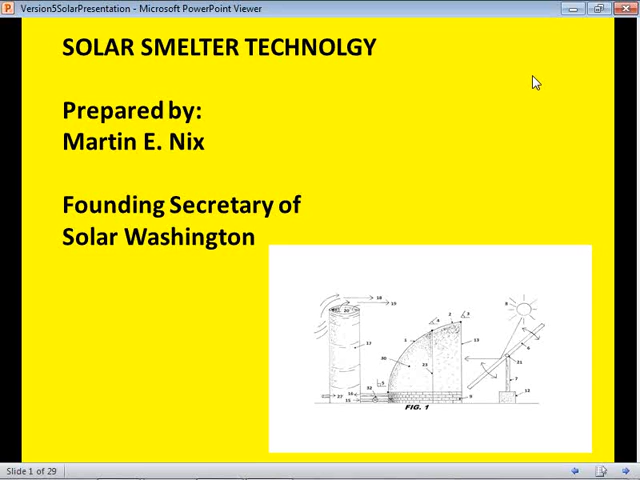 Version5SolarPresentation - Microsoft PowerPoint Viewer
SOLAR SMELTER TECHNOLGY
Prepared by:
Martin E. Nix
Founding Secretary of
Solar Washington
FIG. 1
Slide 1 of 29